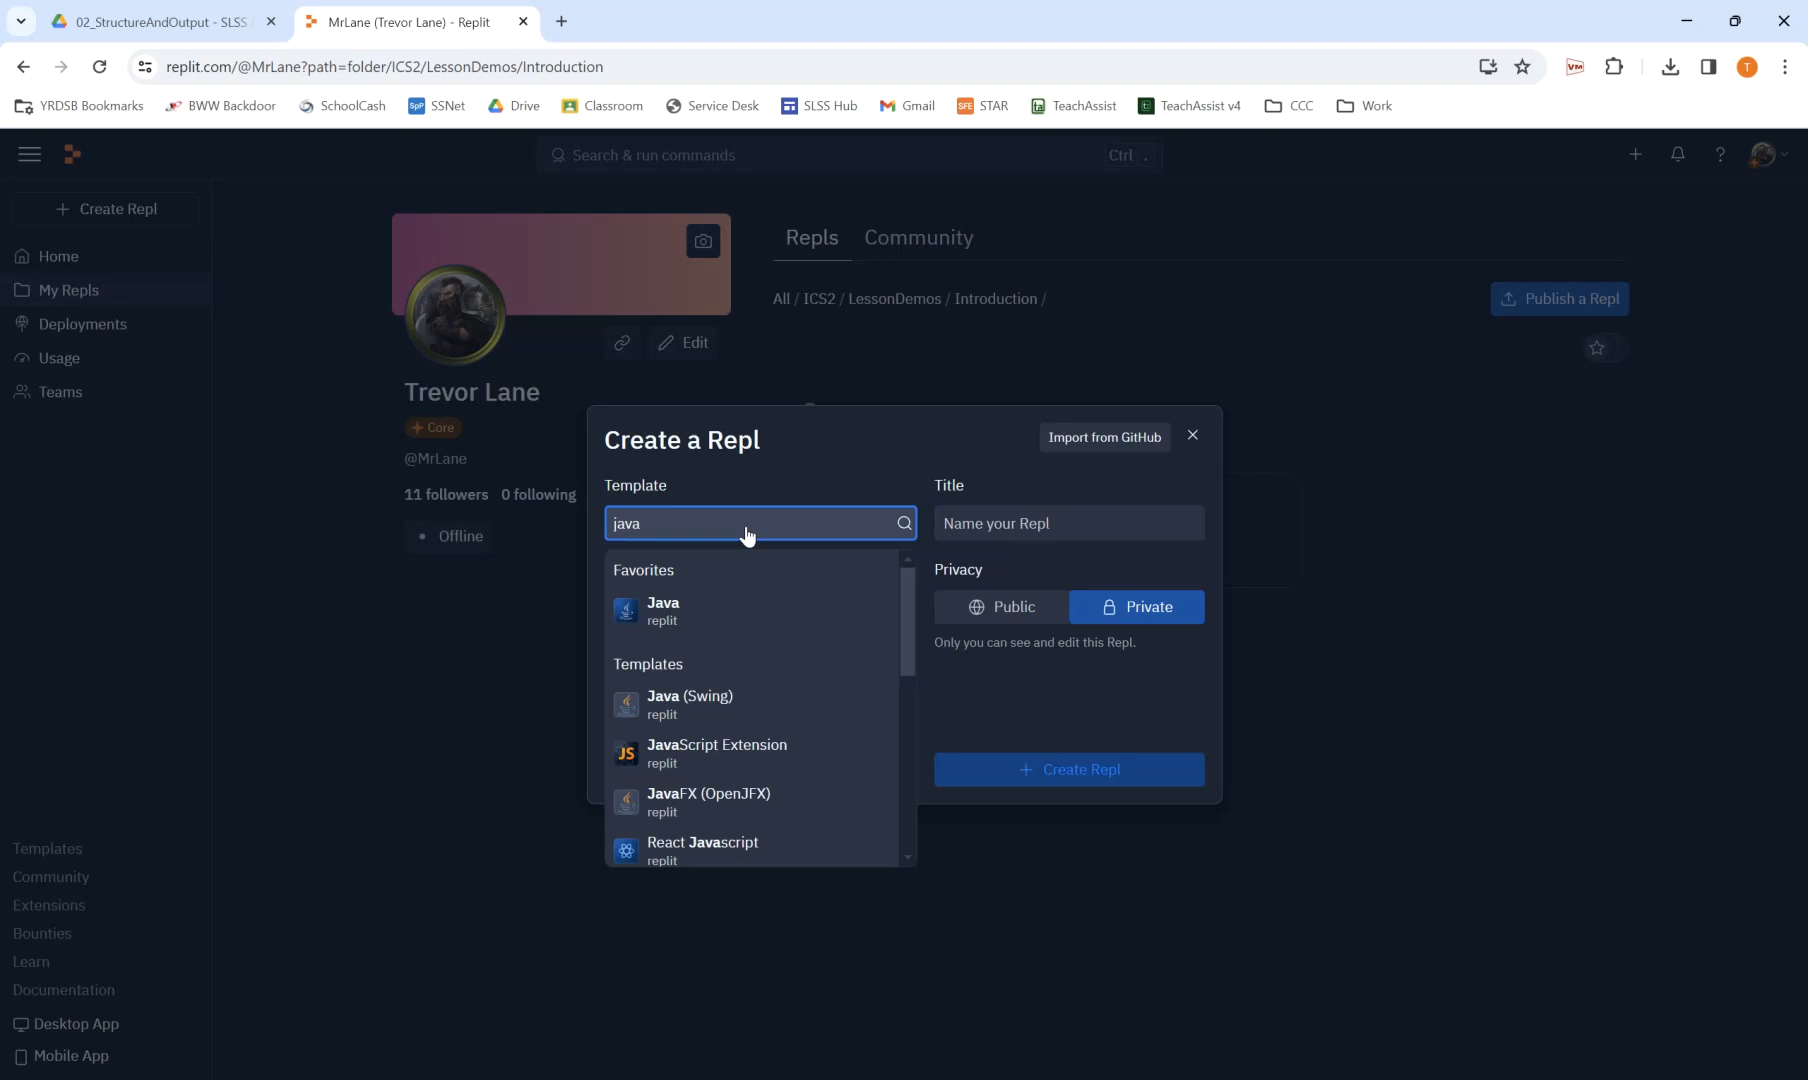 02_StructureAndOutput - SLSS
MrLane (Trevor Lane) - Replit
replit.com/@MrLane?path=folder/ICS2/LessonDemos/Introduction
VM
T
YRDSB Bookmarks
BWW Backdoor
SchoolCash
SSNet
Drive
Classroom
Service Desk
SLSS Hub
Gmail
STAR
TeachAssist
TeachAssist v4
CCC
Work
Search & run commands
Ctrl .
+ Create Repl
Home
My Repls
Deployments
Usage
Teams
Repls
Community
All / ICS2 / LessonDemos / Introduction /
Publish a Repl
Edit
Trevor Lane
Core
@MrLane
11 followers 0 following
Offline
Create a Repl
Import from GitHub
Template
java
Favorites
Java
replit
Templates
Java (Swing)
replit
JS
JavaScript Extension
replit
JavaFX (OpenJFX)
replit
React Javascript
replit
Title
Name your Repl
Privacy
Public
Private
Only you can see and edit this Repl.
+ Create Repl
Templates
Community
Extensions
Bounties
Learn
Documentation
Desktop App
Mobile App